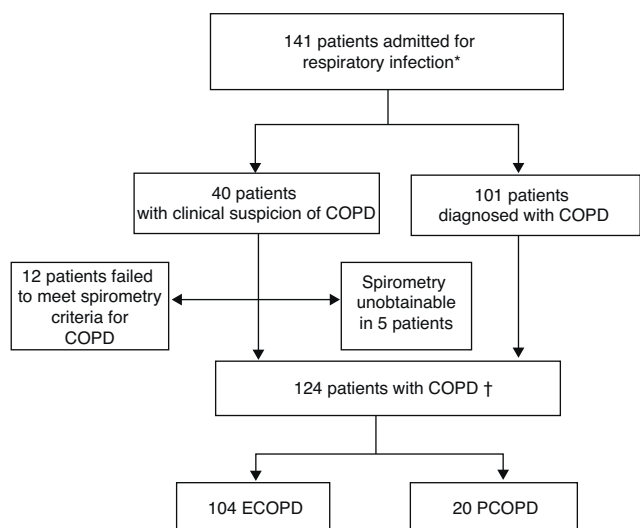 141 patients admitted for
respiratory infection*
40 patients
with clinical suspicion of COPD
101 patients
diagnosed with COPD
12 patients failed
to meet spirometry
criteria for
COPD
Spirometry
unobtainable
in 5 patients
124 patients with COPD †
104 ECOPD
20 PCOPD